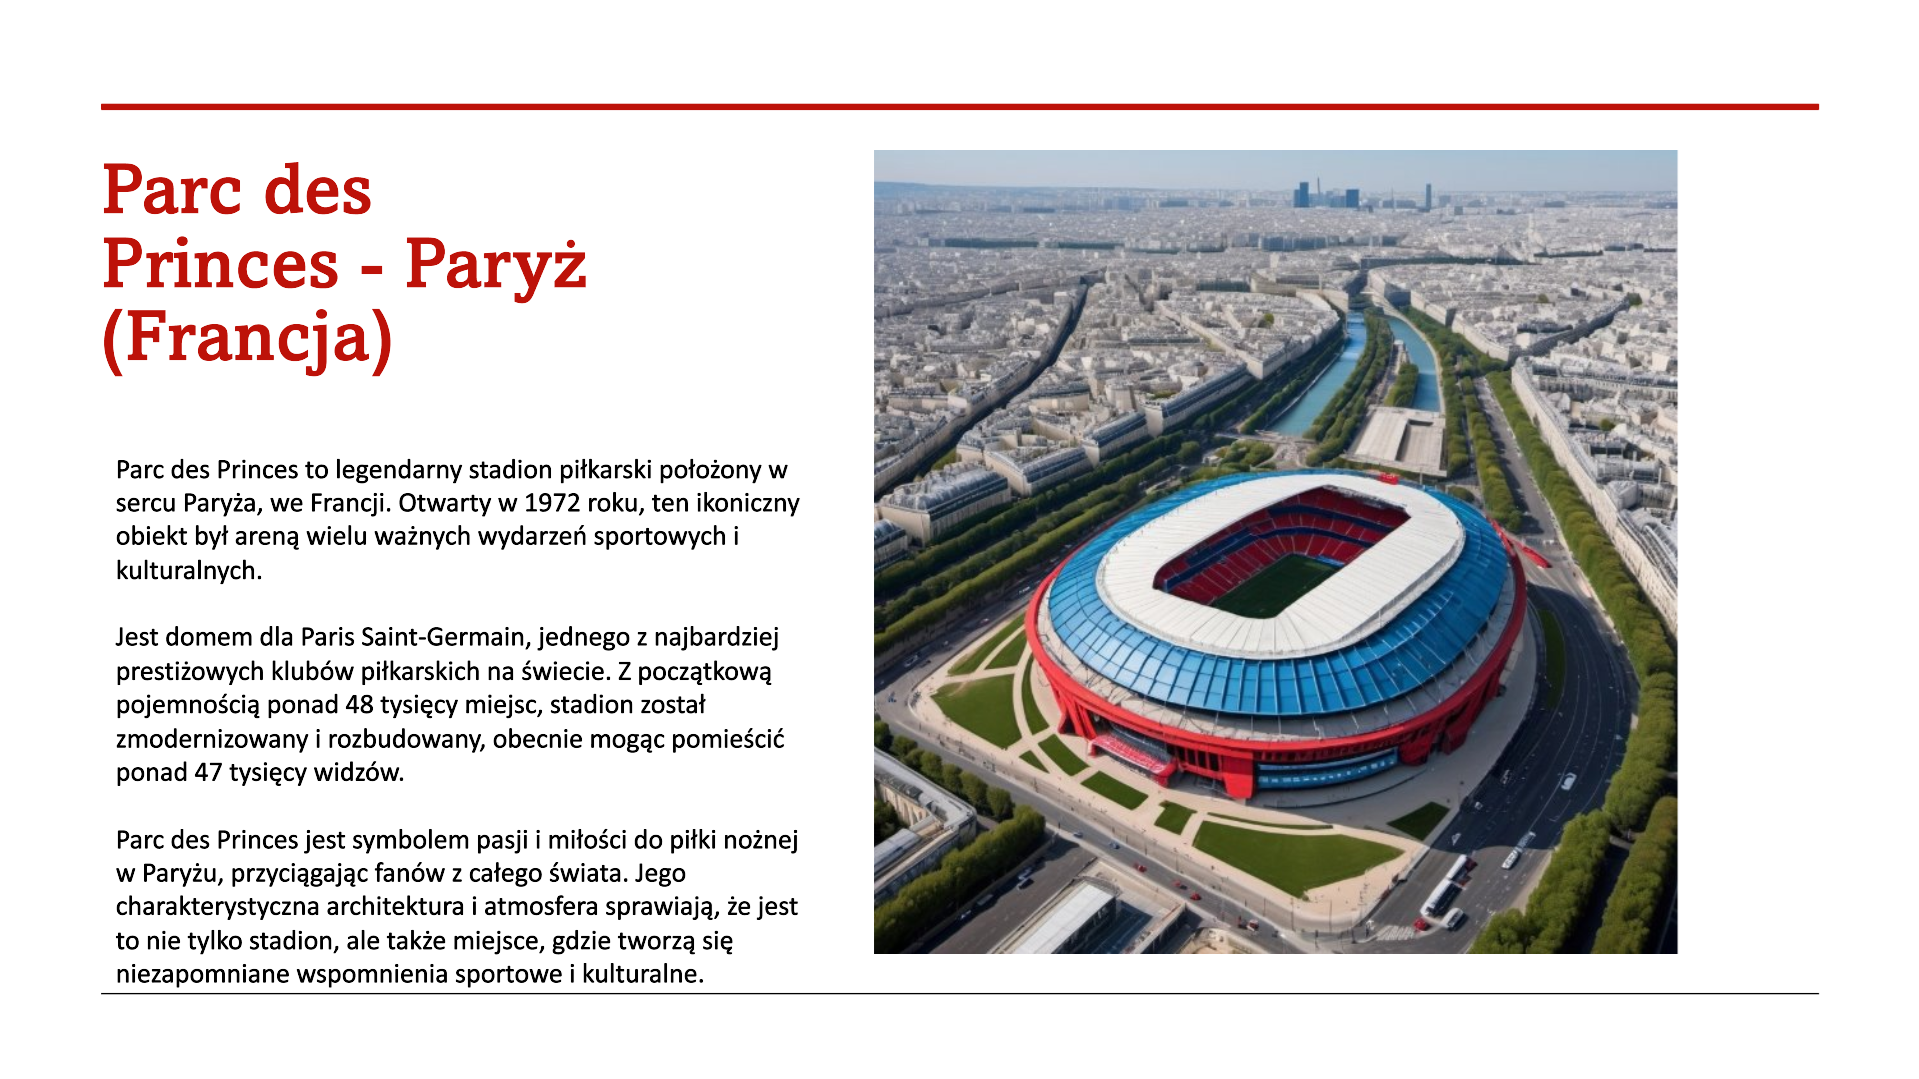 Parc des
Princes - Paryż
(Francja)
Parc des Princes to legendarny stadion piłkarski położony w
sercu Paryża, we Francji. Otwarty w 1972 roku, ten ikoniczny
obiekt był areną wielu ważnych wydarzeń sportowych i
kulturalnych.
Jest domem dla Paris Saint-Germain, jednego z najbardziej
prestiżowych klubów piłkarskich na świecie. Z początkową
pojemnością ponad 48 tysięcy miejsc, stadion został
zmodernizowany i rozbudowany, obecnie mogąc pomieścić
ponad 47 tysięcy widzów.
Parc des Princes jest symbolem pasji i miłości do piłki nożnej
w Paryżu, przyciągając fanów z całego świata. Jego
charakterystyczna architektura i atmosfera sprawiają, że jest
to nie tylko stadion, ale także miejsce, gdzie tworzą się
niezapomniane wspomnienia sportowe i kulturalne.